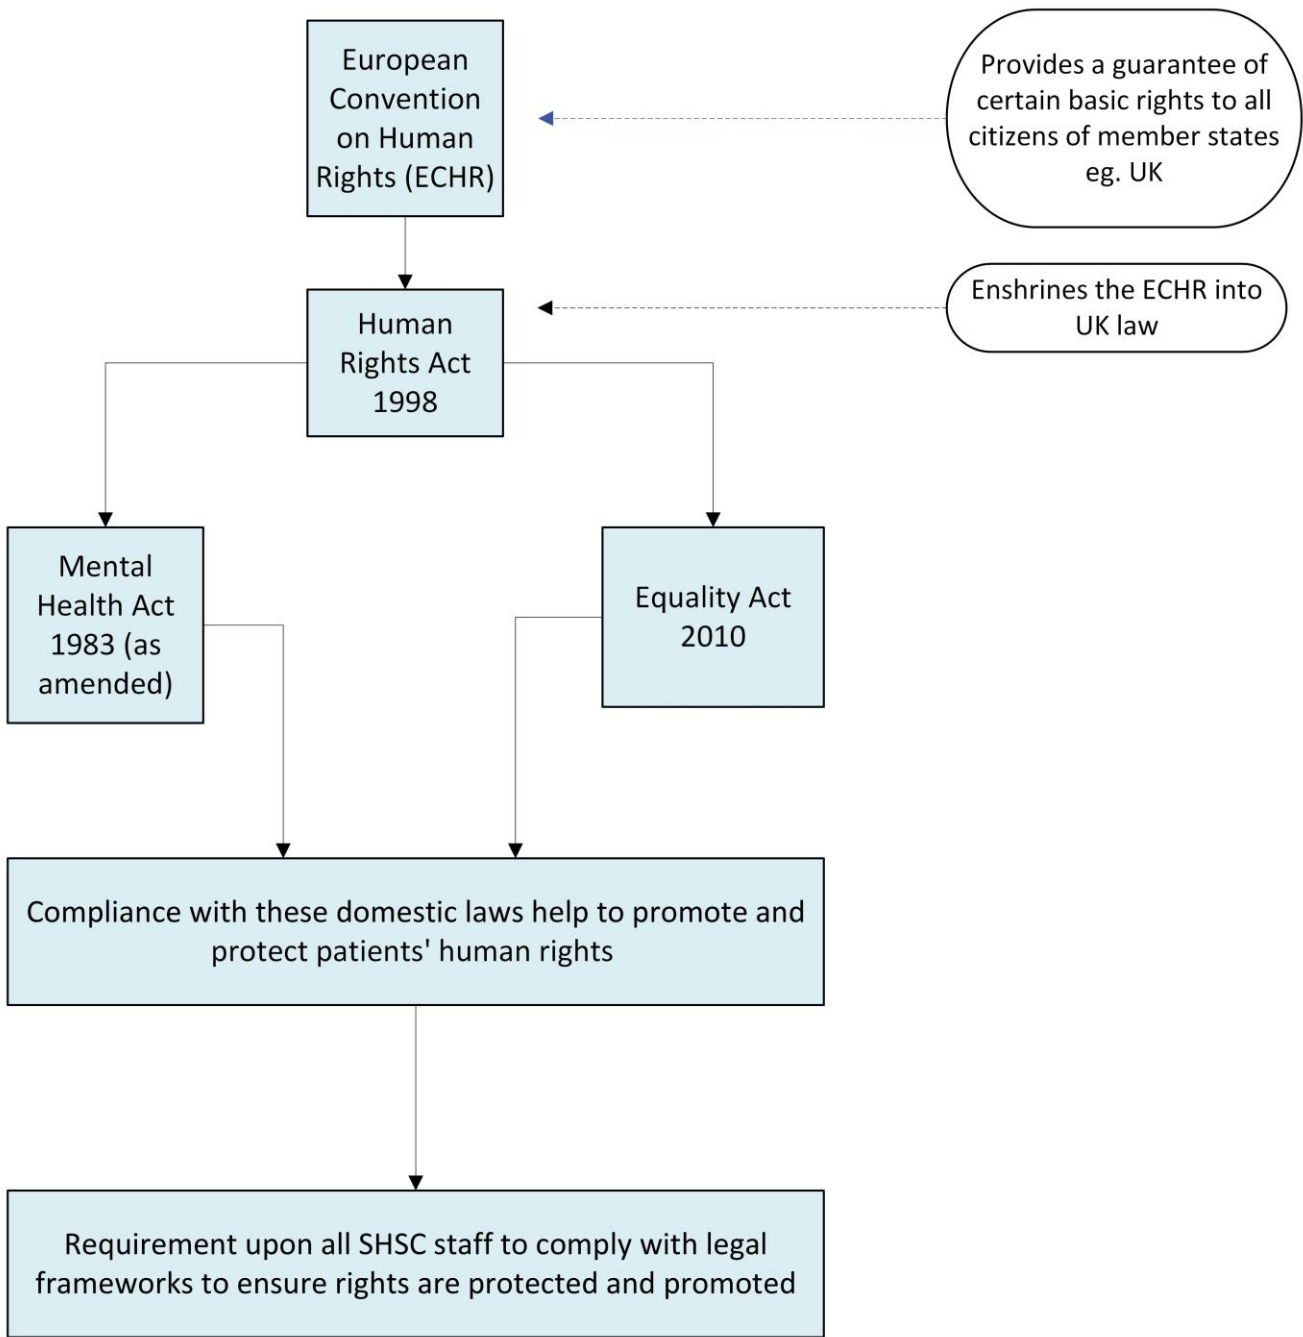 European
Convention
on Human
Rights (ECHR)
Provides a guarantee of
certain basic rights to all
citizens of member states
eg. UK
Human
Rights Act
1998
Enshrines the ECHR into
UK law
Mental
Health Act
1983 (as
amended)
Equality Act
2010
Compliance with these domestic laws help to promote and
protect patients' human rights
Requirement upon all SHSC staff to comply with legal
frameworks to ensure rights are protected and promoted